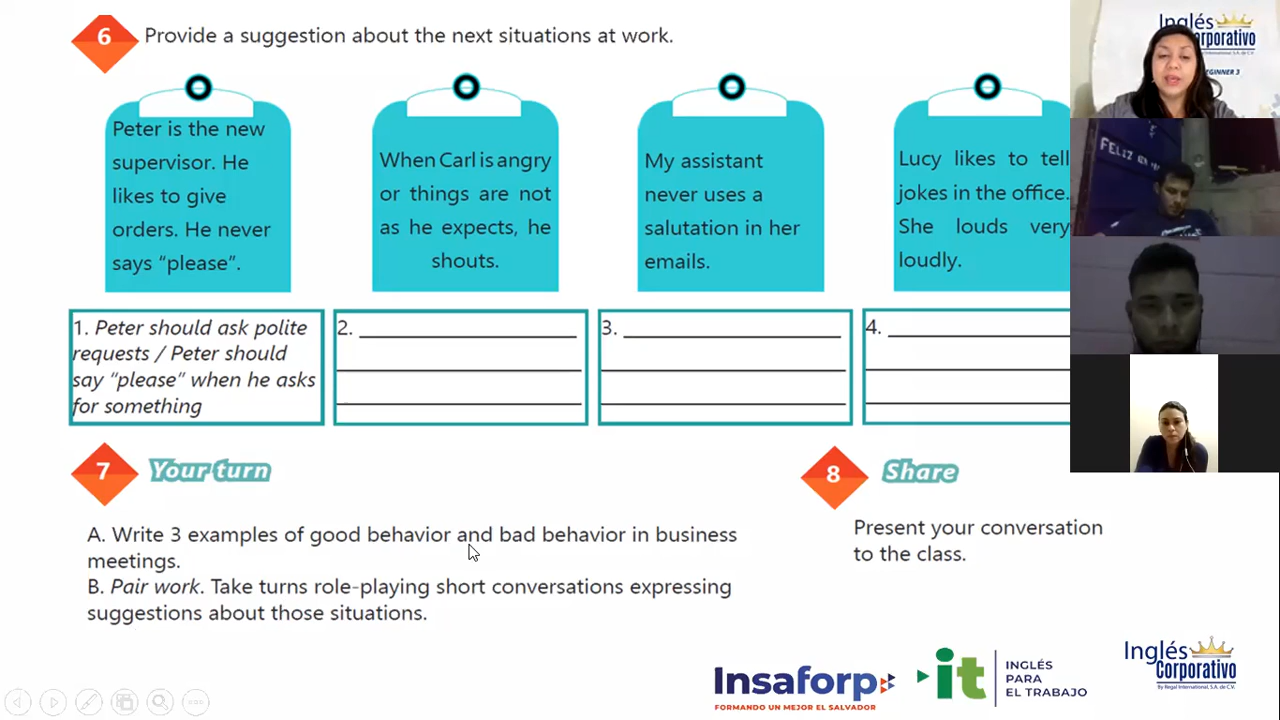 6 Provide a suggestion about the next situations at work.
Peter is the new
supervisor. He
likes to give
orders. He never
says “please”.
When Carl is angry
or things are not
as he expects, he
shouts.
My assistant
never uses a
salutation in her
emails.
Lucy likes to tell
jokes in the office.
She louds very
loudly.
1. Peter should ask polite
requests / Peter should
say “please” when he asks
for something
2. ____________________
3. ____________________
4. ____________________
7 Your turn
A. Write 3 examples of good behavior and bad behavior in business
meetings.
B. Pair work. Take turns role-playing short conversations expressing
suggestions about those situations.
8 Share
Present your conversation
to the class.
Insaforp
FORMANDO UN MEJOR EL SALVADOR
it
INGLÉS
PARA
EL TRABAJO
Inglés
Corporativo
By Regal International, S.A. de C.V.
Inglés
orporativo
EGINNER 3
FELIZ